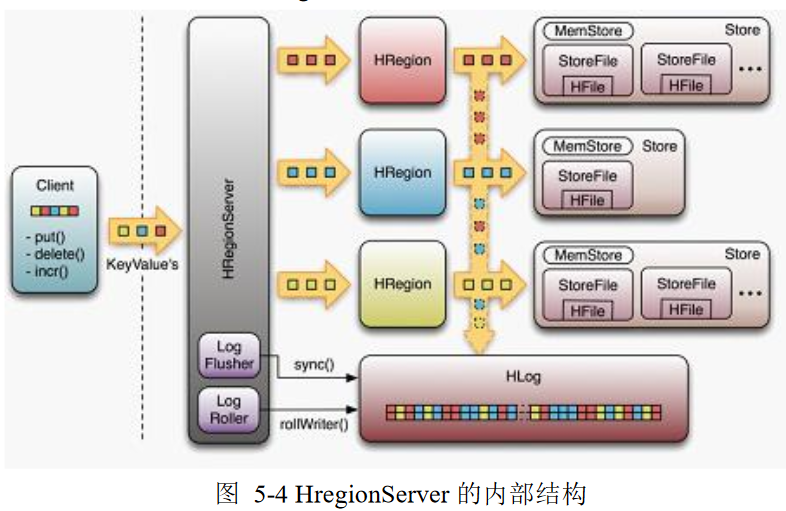 Client
- put()
- delete()
- incr()
KeyValue's
HRegionServer
Log
Flusher
Log
Roller
sync()
rollWriter()
HRegion
HRegion
HRegion
MemStore
Store
StoreFile
HFile
StoreFile
HFile
...
MemStore
Store
StoreFile
HFile
MemStore
Store
StoreFile
HFile
StoreFile
HFile
...
HLog
图 5-4 HregionServer 的内部结构